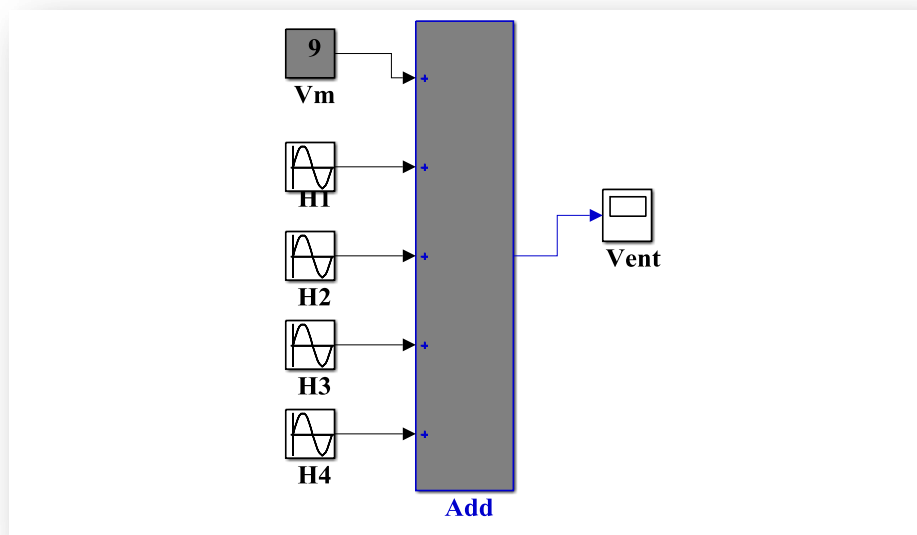 9
Vm
+
+
H1
+
H2
Vent
+
H3
+
H4
Add